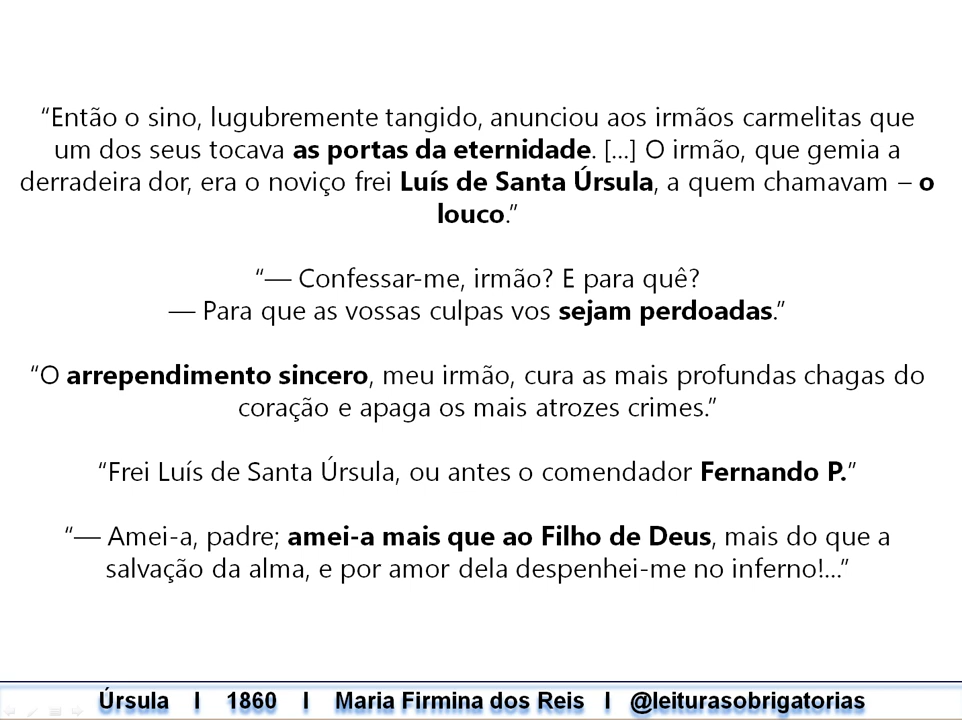 “Então o sino, lugubremente tangido, anunciou aos irmãos carmelitas que
um dos seus tocava as portas da eternidade. [...] O irmão, que gemia a
derradeira dor, era o noviço frei Luís de Santa Úrsula, a quem chamavam – o
louco.”
“— Confessar-me, irmão? E para quê?
— Para que as vossas culpas vos sejam perdoadas.”
“O arrependimento sincero, meu irmão, cura as mais profundas chagas do
coração e apaga os mais atrozes crimes.”
“Frei Luís de Santa Úrsula, ou antes o comendador Fernando P.”
“— Amei-a, padre; amei-a mais que ao Filho de Deus, mais do que a
salvação da alma, e por amor dela despenhei-me no inferno!...”
Úrsula I 1860 I Maria Firmina dos Reis I @leiturasobrigatorias